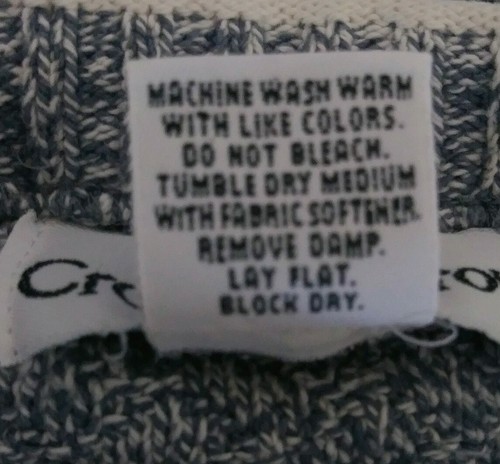 MACHINE WASH WARM
WITH LIKE COLORS.
DO NOT BLEACH.
TUMBLE DRY MEDIUM
WITH FABRIC SOFTENER.
REMOVE DAMP.
LAY FLAT.
BLOCK DRY.